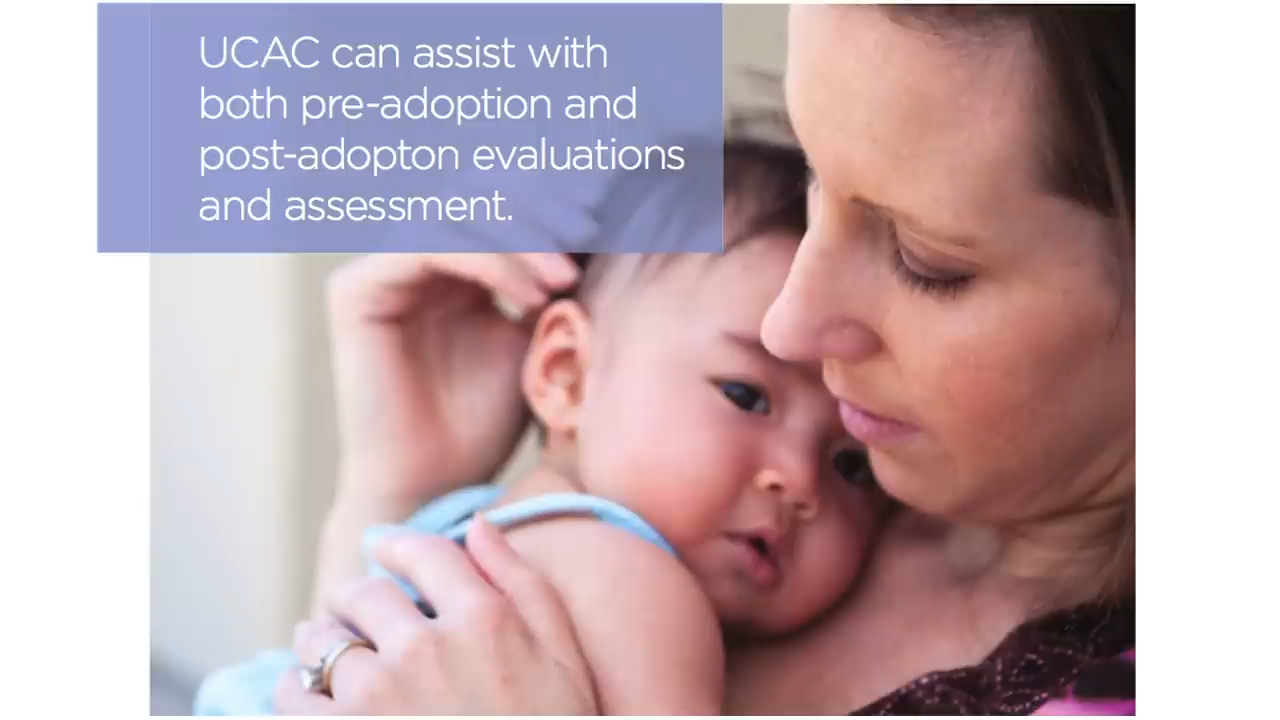 UCAC can assist with
both pre-adoption and
post-adopton evaluations
and assessment.